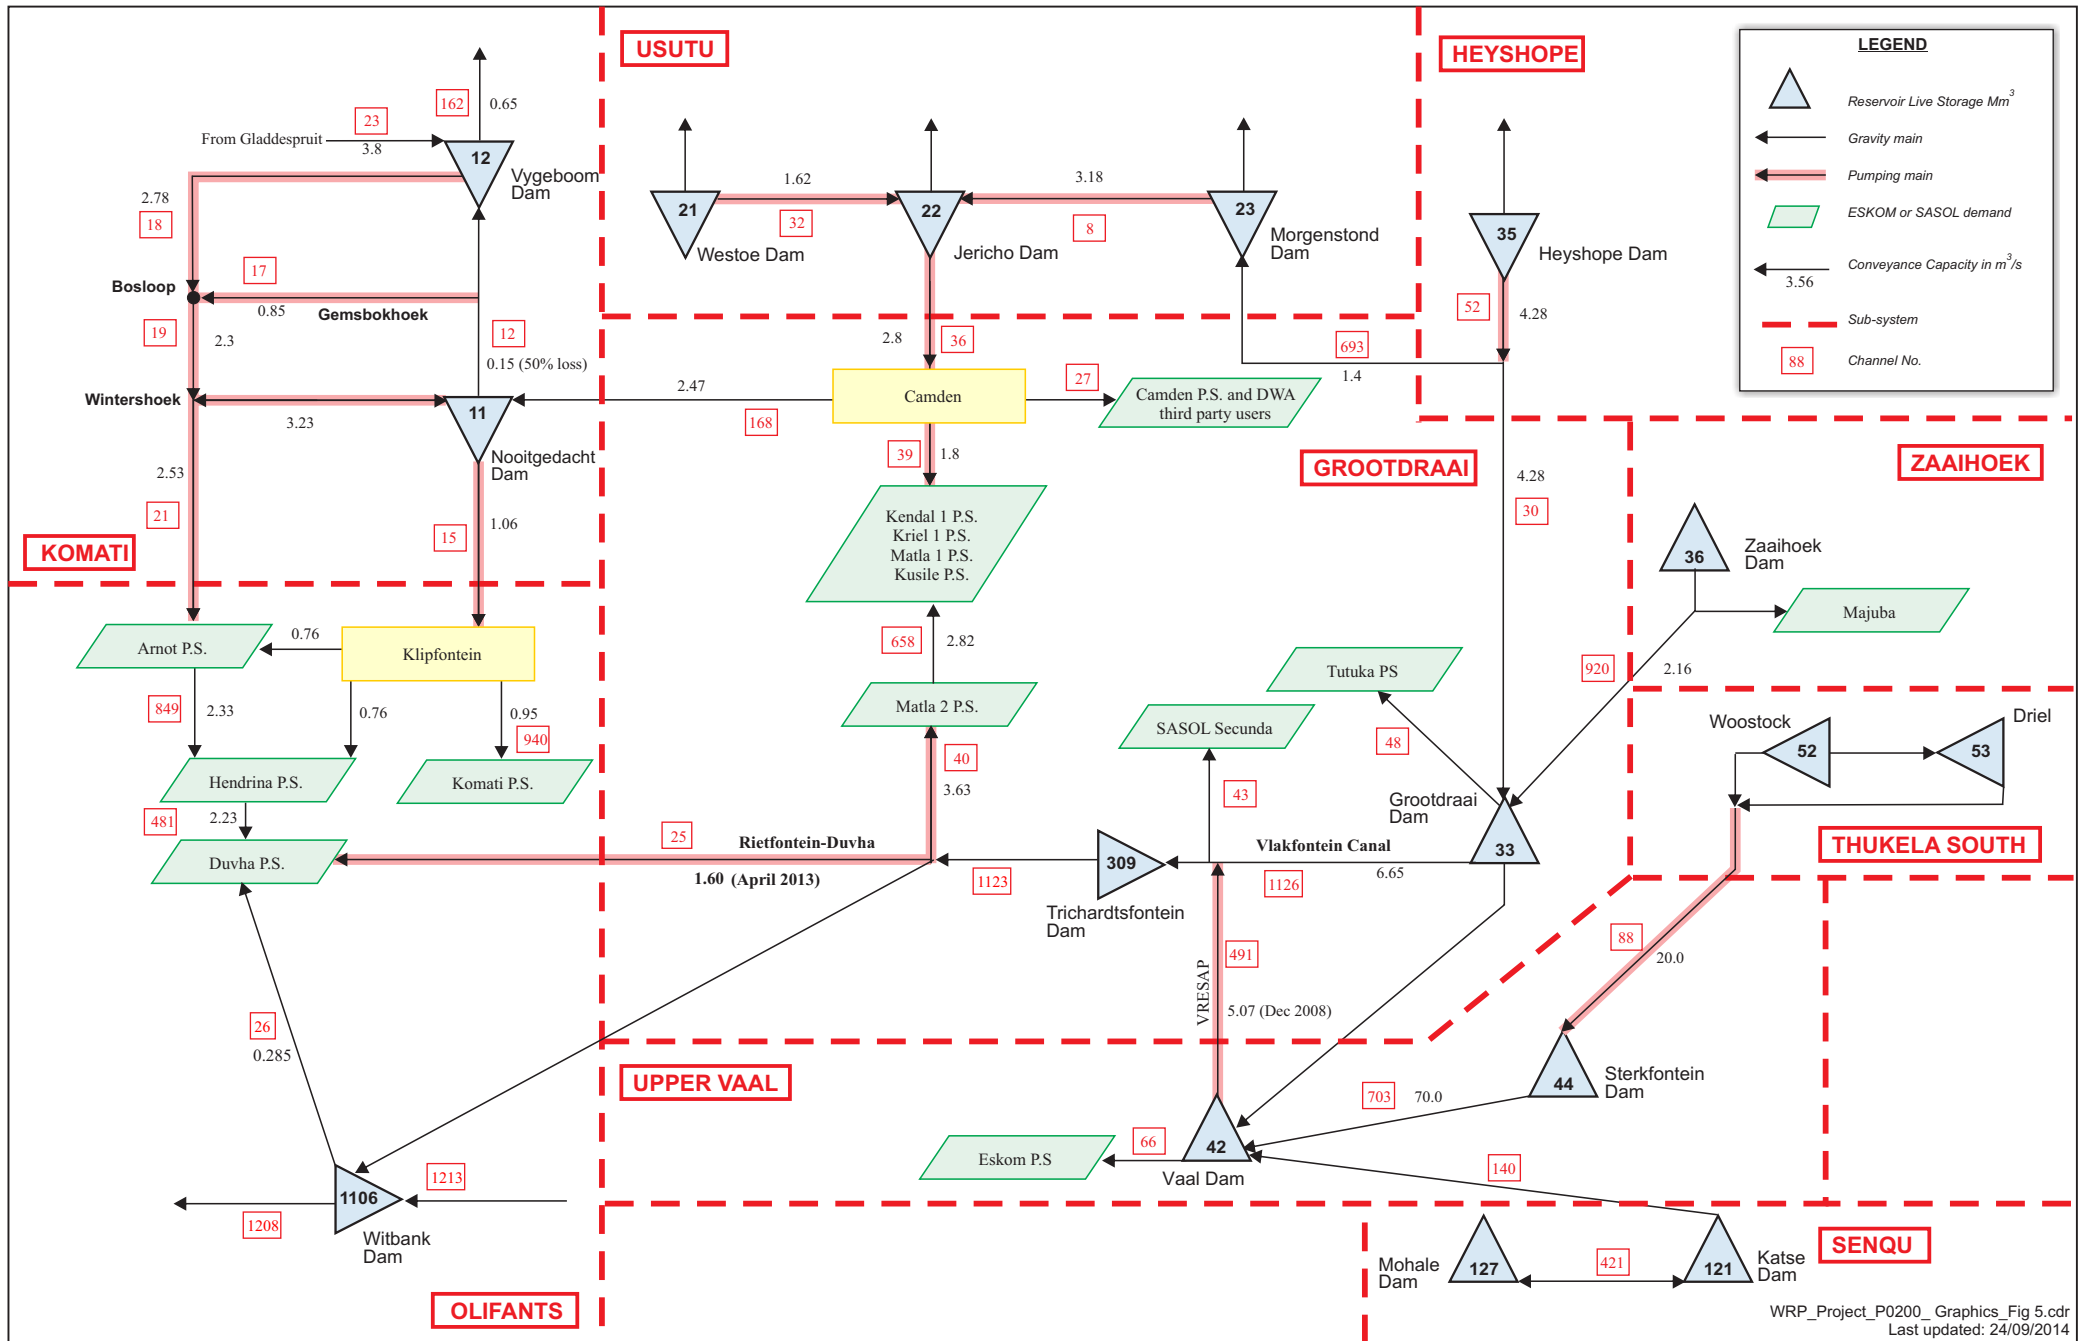 USUTU
HEYSHOPE
LEGEND
Reservoir Live Storage Mm³
Gravity main
Pumping main
ESKOM or SASOL demand
Conveyance Capacity in m³/s
3.56
Sub-system
88
Channel No.
162
0.65
23
From Gladdespruit
3.8
12
Vygeboom
Dam
2.78
18
17
Bosloop
0.85
Gemsbokhoek
19
2.3
12
0.15 (50% loss)
Wintershoek
3.23
11
Nooitgedacht
Dam
2.53
21
15
1.06
KOMATI
21
Westoe Dam
1.62
32
22
Jericho Dam
3.18
8
23
Morgenstond
Dam
35
Heyshope Dam
52
4.28
2.8
36
693
1.4
2.47
168
Camden
27
Camden P.S. and DWA
third party users
39
1.8
GROOTDRAAI
ZAAIHOEK
4.28
30
Kendal 1 P.S.
Kriel 1 P.S.
Matla 1 P.S.
Kusile P.S.
36
Zaaihoek
Dam
Majuba
920
2.16
658
2.82
Arnot P.S.
0.76
Klipfontein
849
2.33
0.76
0.95
940
Hendrina P.S.
Komati P.S.
481
2.23
Duvha P.S.
Matla 2 P.S.
40
3.63
Tutuka PS
SASOL Secunda
48
43
Grootdraai
Dam
33
Woostock
52
Driel
53
THUKELA SOUTH
25
Rietfontein-Duvha
1.60 (April 2013)
1123
309
Trichardtsfontein
Dam
Vlakfontein Canal
1126
6.65
491
VRESAP
5.07 (Dec 2008)
88
20.0
26
0.285
UPPER VAAL
44
Sterkfontein
Dam
703
70.0
Eskom P.S
66
42
Vaal Dam
140
1213
1106
1208
Witbank
Dam
OLIFANTS
SENQU
Mohale
Dam
127
421
121
Katse
Dam
WRP_Project_P0200_ Graphics_Fig 5.cdr
Last updated: 24/09/2014